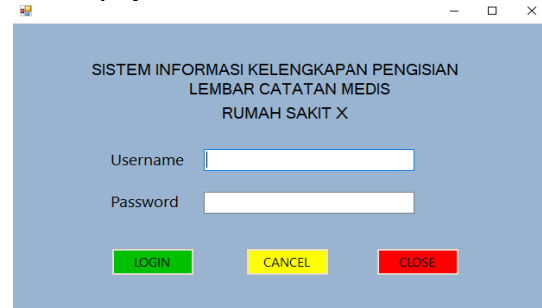 SISTEM INFORMASI KELENGKAPAN PENGISIAN
LEMBAR CATATAN MEDIS
RUMAH SAKIT X
Username
Password
LOGIN CANCEL CLOSE